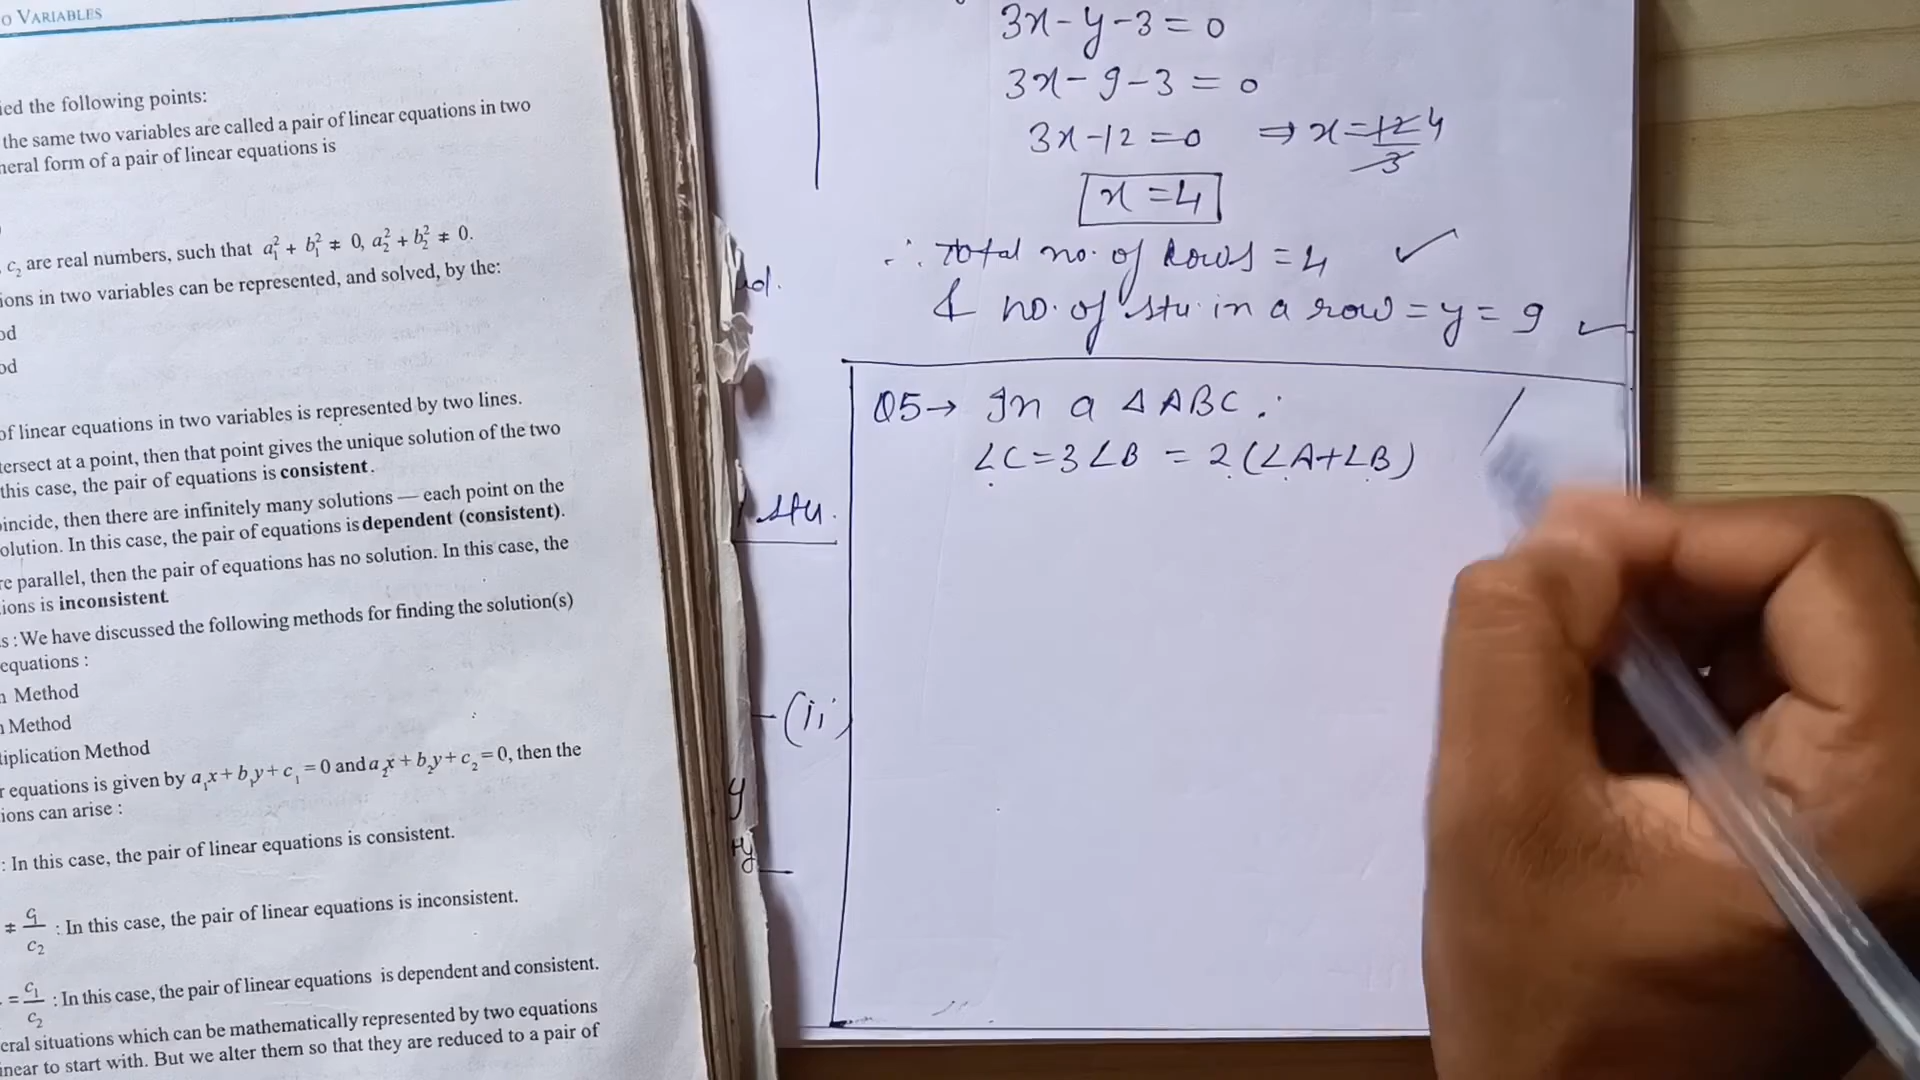 O VARIABLES
ied the following points:
the same two variables are called a pair of linear equations in two
neral form of a pair of linear equations is
c₂ are real numbers, such that a₁² + b₁² ≠ 0, a₂² + b₂² ≠ 0.
ions in two variables can be represented, and solved, by the:
od
od
of linear equations in two variables is represented by two lines.
tersect at a point, then that point gives the unique solution of the two
this case, the pair of equations is consistent.
incide, then there are infinitely many solutions — each point on the
olution. In this case, the pair of equations is dependent (consistent).
re parallel, then the pair of equations has no solution. In this case, the
ions is inconsistent
s : We have discussed the following methods for finding the solution(s)
equations :
n Method
n Method
tiplication Method
r equations is given by a₁x + b₁y + c₁ = 0 and a₂x + b₂y + c₂ = 0, then the
ions can arise :
: In this case, the pair of linear equations is consistent.
≠ c₁/c₂ : In this case, the pair of linear equations is inconsistent.
= c₁/c₂ : In this case, the pair of linear equations is dependent and consistent.
eral situations which can be mathematically represented by two equations
inear to start with. But we alter them so that they are reduced to a pair of
stu.
(ii)
y
+y
3x - y - 3 = 0
3x - 9 - 3 = 0
3x - 12 = 0 ⇒ x = 12/3 4
x = 4
∴ total no. of rows = 4 ✓
& no. of stu. in a row = y = 9 ✓
Q5 → In a △ABC.
∠C = 3∠B = 2(∠A+∠B)